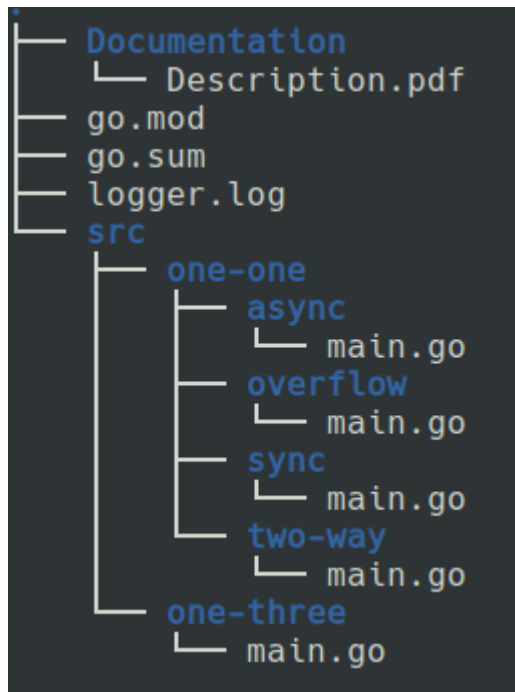 .
├── Documentation
│   └── Description.pdf
├── go.mod
├── go.sum
├── logger.log
└── src
    ├── one-one
    │   ├── async
    │   │   └── main.go
    │   ├── overflow
    │   │   └── main.go
    │   ├── sync
    │   │   └── main.go
    │   └── two-way
    │       └── main.go
    └── one-three
        └── main.go